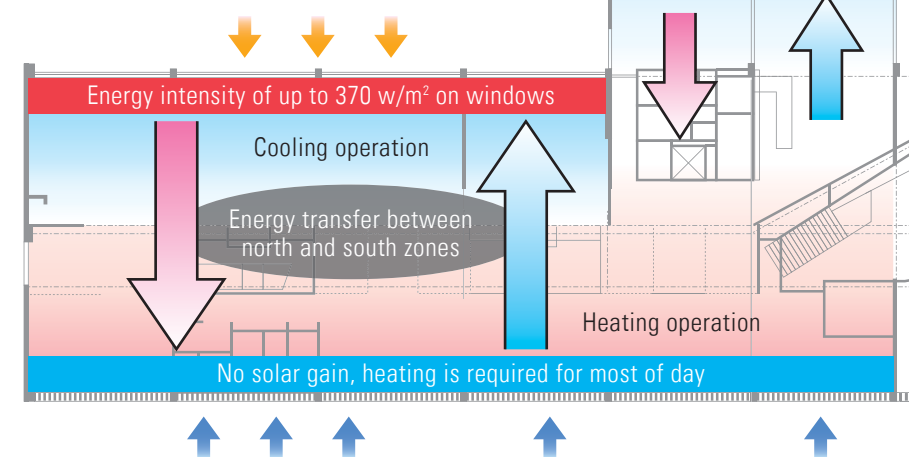 Energy intensity of up to 370 w/m² on windows
Cooling operation
Energy transfer between
north and south zones
Heating operation
No solar gain, heating is required for most of day